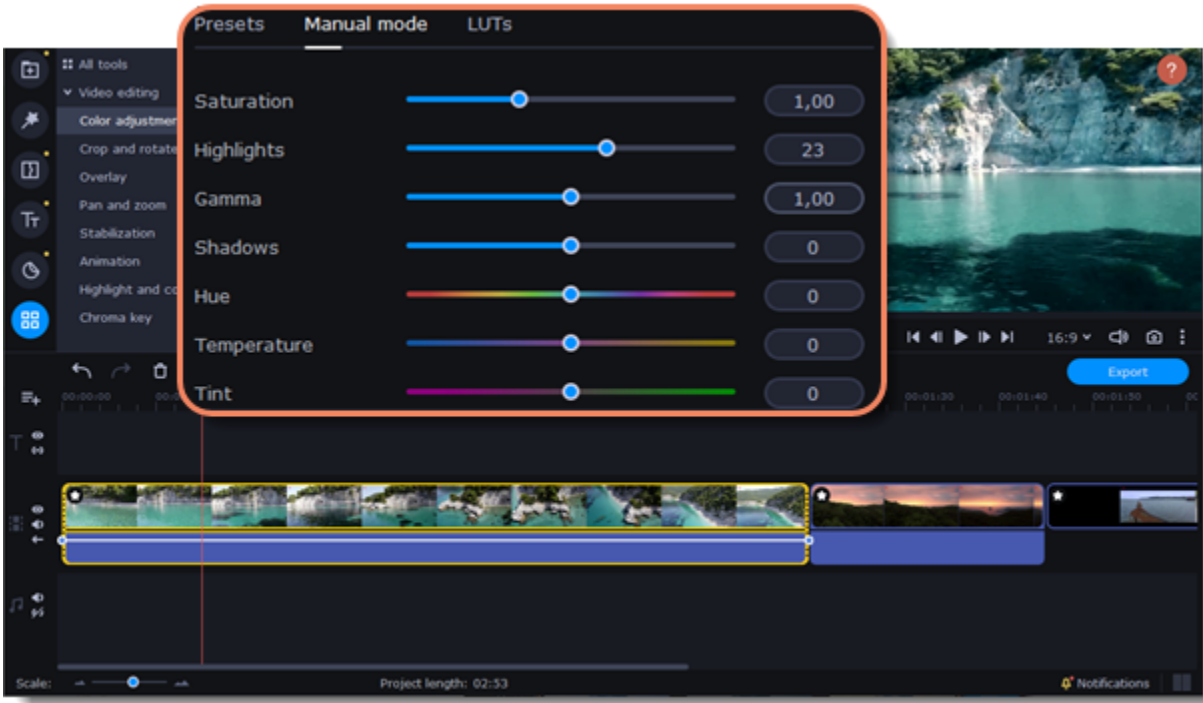 Presets Manual mode LUTs
All tools
Video editing
Color adjustmen
Crop and rotate
Overlay
Pan and zoom
Stabilization
Animation
Highlight and co
Chroma key
Saturation 1,00
Highlights 23
Gamma 1,00
Shadows 0
Hue 0
Temperature 0
Tint 0
?
16:9
Export
00:00:00 00:0 00:01:30 00:01:40 00:01:50 00
Scale: Project length: 02:53 Notifications